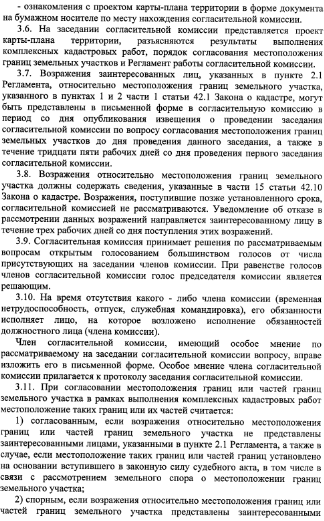 - ознакомления с проектом карты-плана территории в форме документа
на бумажном носителе по месту нахождения согласительной комиссии.
3.6. На заседании согласительной комиссии представляется проект
карты-плана территории, разъясняются результаты выполнения
комплексных кадастровых работ, порядок согласования местоположения
границ земельных участков и Регламент работы согласительной комиссии.
3.7. Возражения заинтересованных лиц, указанных в пункте 2.1
Регламента, относительно местоположения границ земельного участка,
указанного в пунктах 1 и 2 части 1 статьи 42.1 Закона о кадастре, могут
быть представлены в письменной форме в согласительную комиссию в
период со дня опубликования извещения о проведении заседания
согласительной комиссии по вопросу согласования местоположения границ
земельных участков до дня проведения данного заседания, а также в
течение тридцати пяти рабочих дней со дня проведения первого заседания
согласительной комиссии.
3.8. Возражения относительно местоположения границ земельного
участка должны содержать сведения, указанные в части 15 статьи 42.10
Закона о кадастре. Возражения, поступившие позже установленного срока,
согласительной комиссией не рассматриваются. Уведомление об отказе в
рассмотрении данных возражений направляется заинтересованному лицу в
течение трех рабочих дней со дня поступления этих возражений.
3.9. Согласительная комиссия принимает решения по рассматриваемым
вопросам открытым голосованием большинством голосов от числа
присутствующих на заседании членов комиссии. При равенстве голосов
членов согласительной комиссии голос председателя комиссии является
решающим.
3.10. На время отсутствия какого - либо члена комиссии (временная
нетрудоспособность, отпуск, служебная командировка), его обязанности
исполняет лицо, на которое возложено исполнение обязанностей
должностного лица (члена комиссии).
Член согласительной комиссии, имеющий особое мнение по
рассматриваемому на заседании согласительной комиссии вопросу, вправе
изложить его в письменной форме. Особое мнение члена согласительной
комиссии прилагается к протоколу заседания согласительной комиссии.
3.11. При согласовании местоположения границ или частей границ
земельного участка в рамках выполнения комплексных кадастровых работ
местоположение таких границ или их частей считается:
1) согласованным, если возражения относительно местоположения
границ или частей границ земельного участка не представлены
заинтересованными лицами, указанными в пункте 2.1 Регламента, а также в
случае, если местоположение таких границ или частей границ установлено
на основании вступившего в законную силу судебного акта, в том числе в
связи с рассмотрением земельного спора о местоположении границ
земельного участка;
2) спорным, если возражения относительно местоположения границ или
частей границ земельного участка представлены заинтересованными